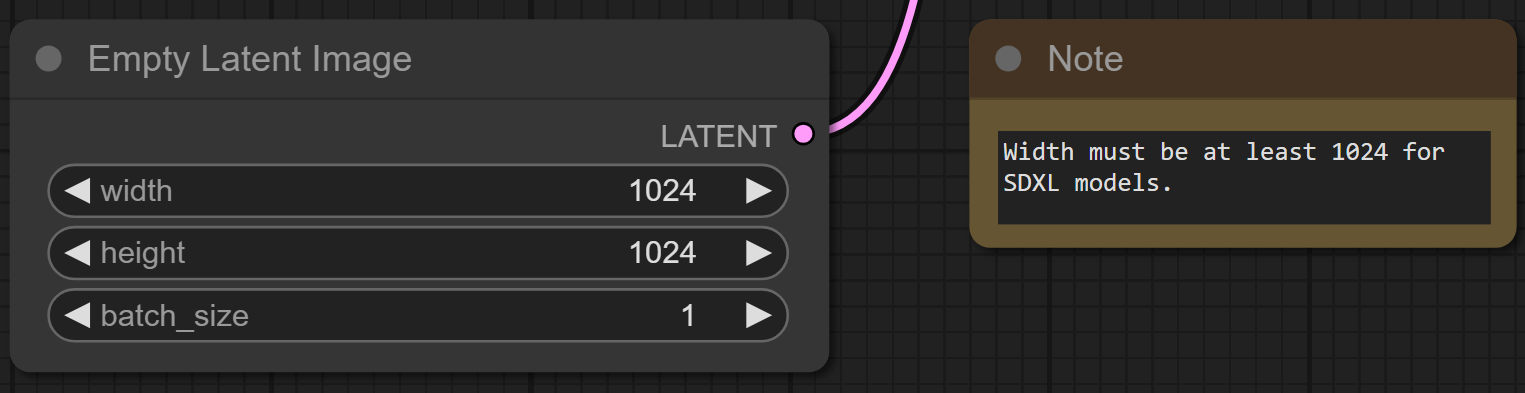 Empty Latent Image
LATENT
width 1024
height 1024
batch_size 1
Note
Width must be at least 1024 for
SDXL models.